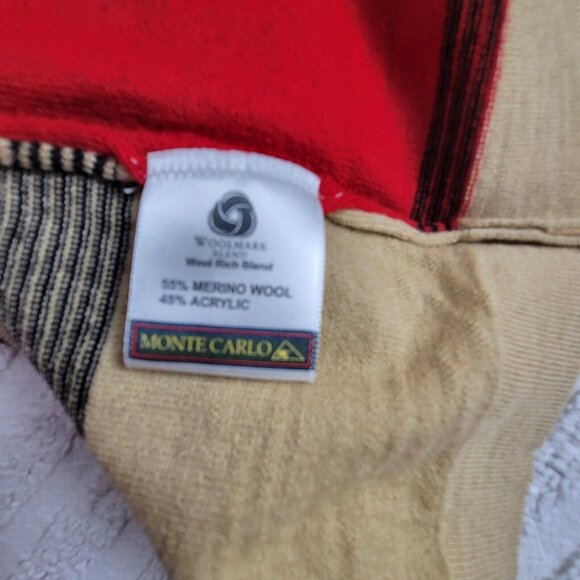 WOOLMARK
BLEND
Wool Rich Blend
55% MERINO WOOL
45% ACRYLIC
MONTE CARLO